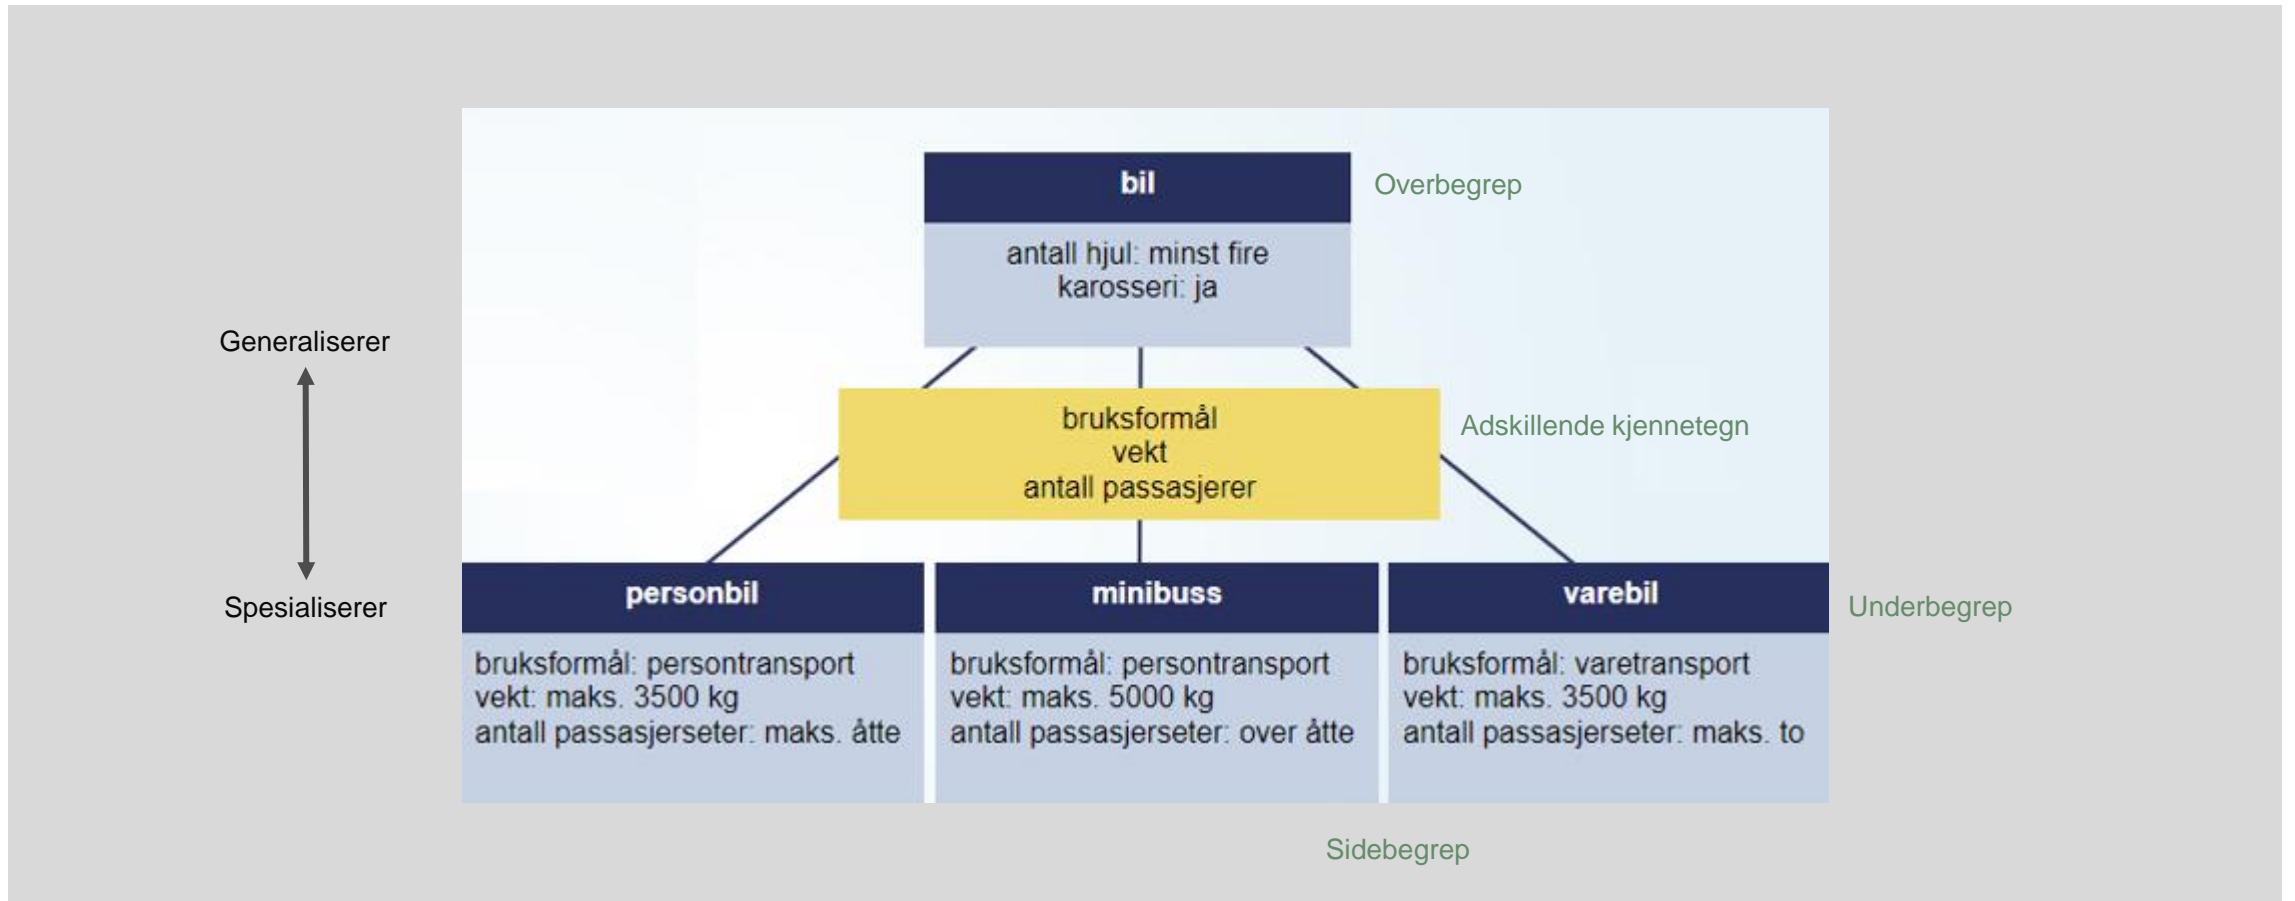 bil
Overbegrep
antall hjul: minst fire
karosseri: ja
Generaliserer
bruksformål
vekt
antall passasjerer
Adskillende kjennetegn
Spesialiserer
personbil
bruksformål: persontransport
vekt: maks. 3500 kg
antall passasjerseter: maks. åtte
minibuss
bruksformål: persontransport
vekt: maks. 5000 kg
antall passasjerseter: over åtte
varebil
bruksformål: varetransport
vekt: maks. 3500 kg
antall passasjerseter: maks. to
Underbegrep
Sidebegrep